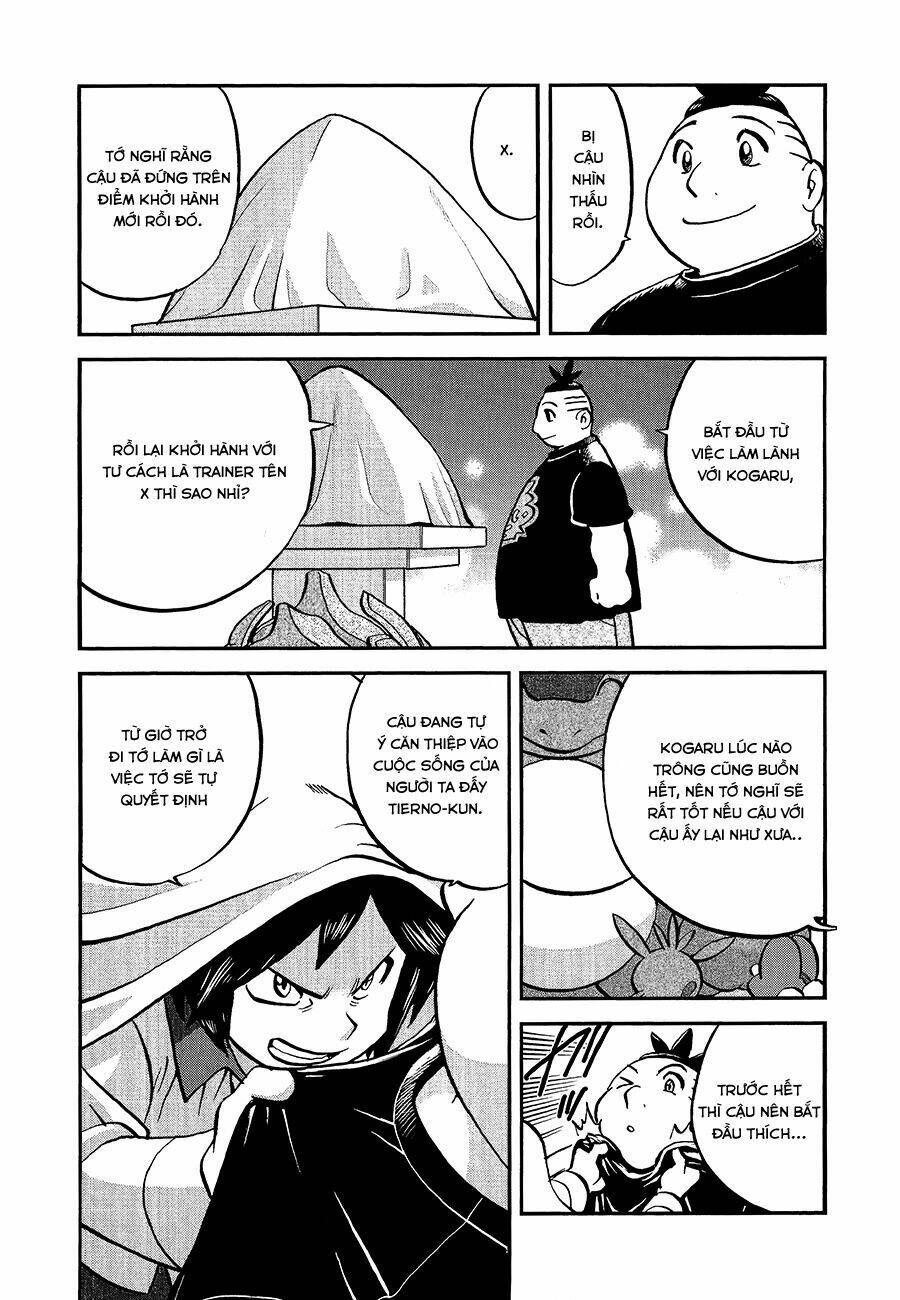 BỊ
CẬU
NHÌN
THẤU
RỒI.
X.
TỚ NGHĨ RẰNG
CẬU ĐÃ ĐỨNG TRÊN
ĐIỂM KHỞI HÀNH
MỚI RỒI ĐÓ.
BẮT ĐẦU TỪ
VIỆC LÀM LÀNH
VỚI KOGARU,
RỒI LẠI KHỞI HÀNH VỚI
TƯ CÁCH LÀ TRAINER TÊN
X THÌ SAO NHỈ?
KOGARU LÚC NÀO
TRÔNG CŨNG BUỒN
HẾT, NÊN TỚ NGHĨ SẼ
RẤT TỐT NẾU CẬU VỚI
CẬU ẤY LẠI NHƯ XƯA..
TRƯỚC HẾT
THÌ CẬU NÊN BẮT
ĐẦU THÍCH...
CẬU ĐANG TỰ
Ý CĂN THIỆP VÀO
CUỘC SỐNG CỦA
NGƯỜI TA ĐẤY
TIERNO-KUN.
TỪ GIỜ TRỞ
ĐI TỚ LÀM GÌ LÀ
VIỆC TỚ SẼ TỰ
QUYẾT ĐỊNH